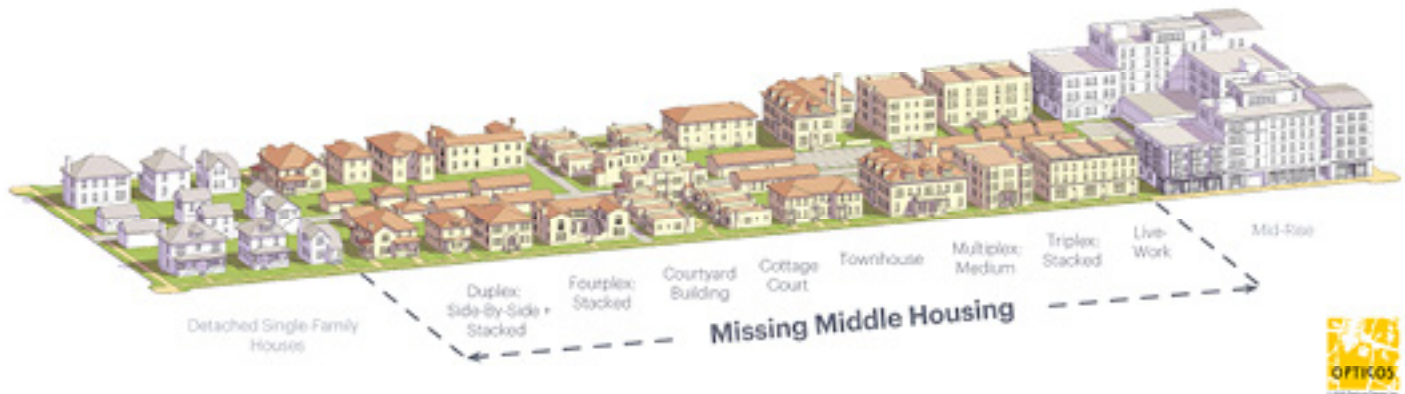 Detached Single-Family
Houses
Duplex:
Side-By-Side +
Stacked
Fourplex:
Stacked
Courtyard
Building
Cottage
Court
Townhouse
Multiplex:
Medium
Triplex:
Stacked
Live-
Work
Mid-Rise
Missing Middle Housing
OPTICOS